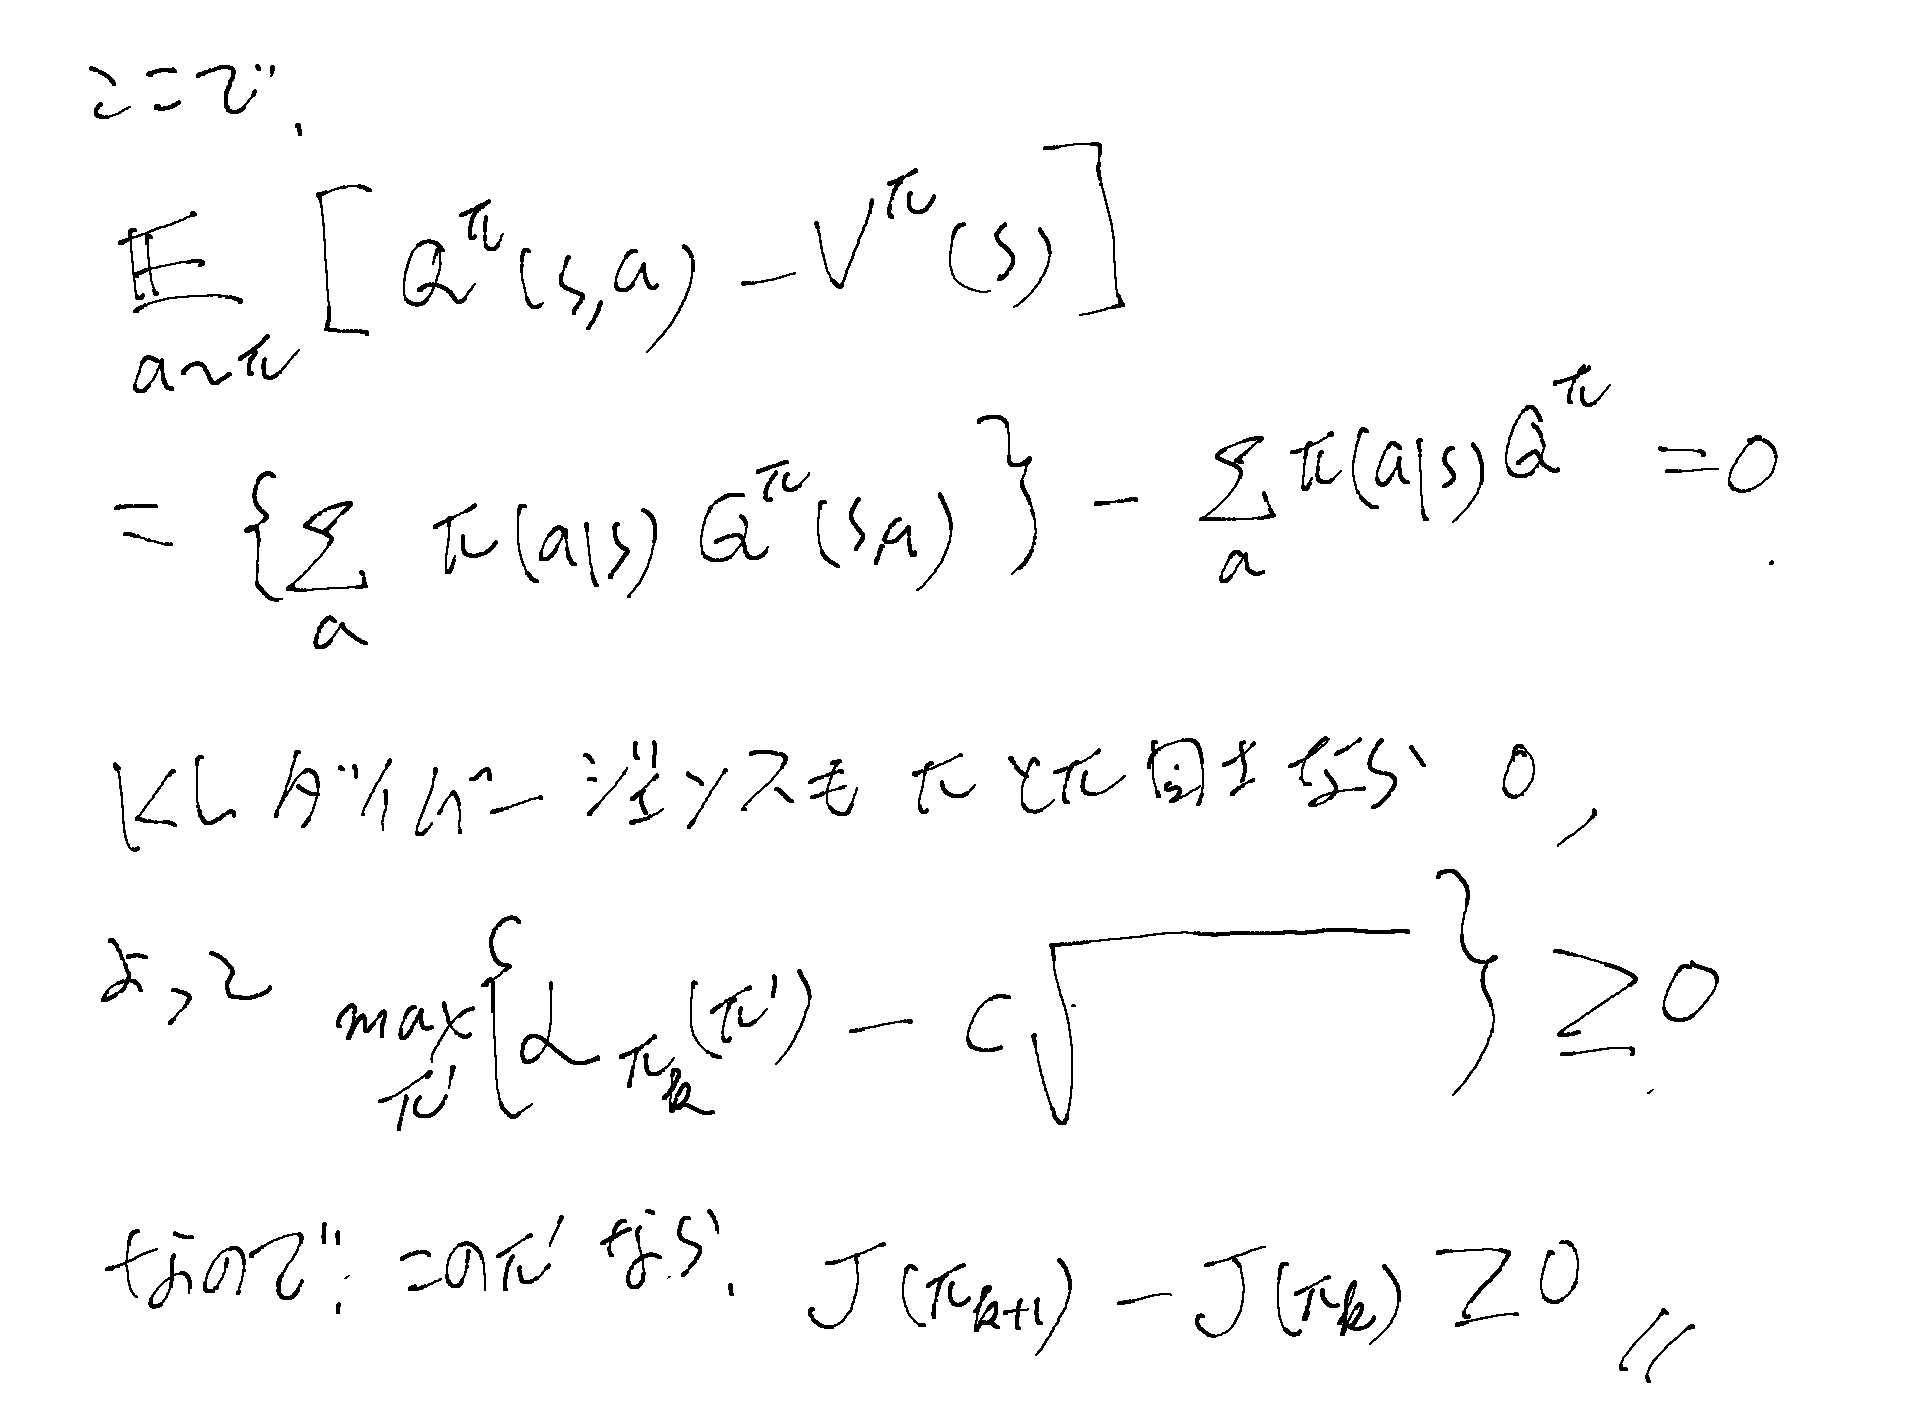 ここで、
𝔼_{a~π} [ Q^π(s,a) - V^π(s) ]
= { Σ_a π(a|s) Q^π(s,a) } - Σ_a π(a|s) Q^π = 0.
KLダイバージェンスも πとπ同士なら 0,
よって max_{π'} { L_{π_k}(π') - C√ } ≥ 0.
なので、このπ'なら、J(π_{k+1}) - J(π_k) ≥ 0 //